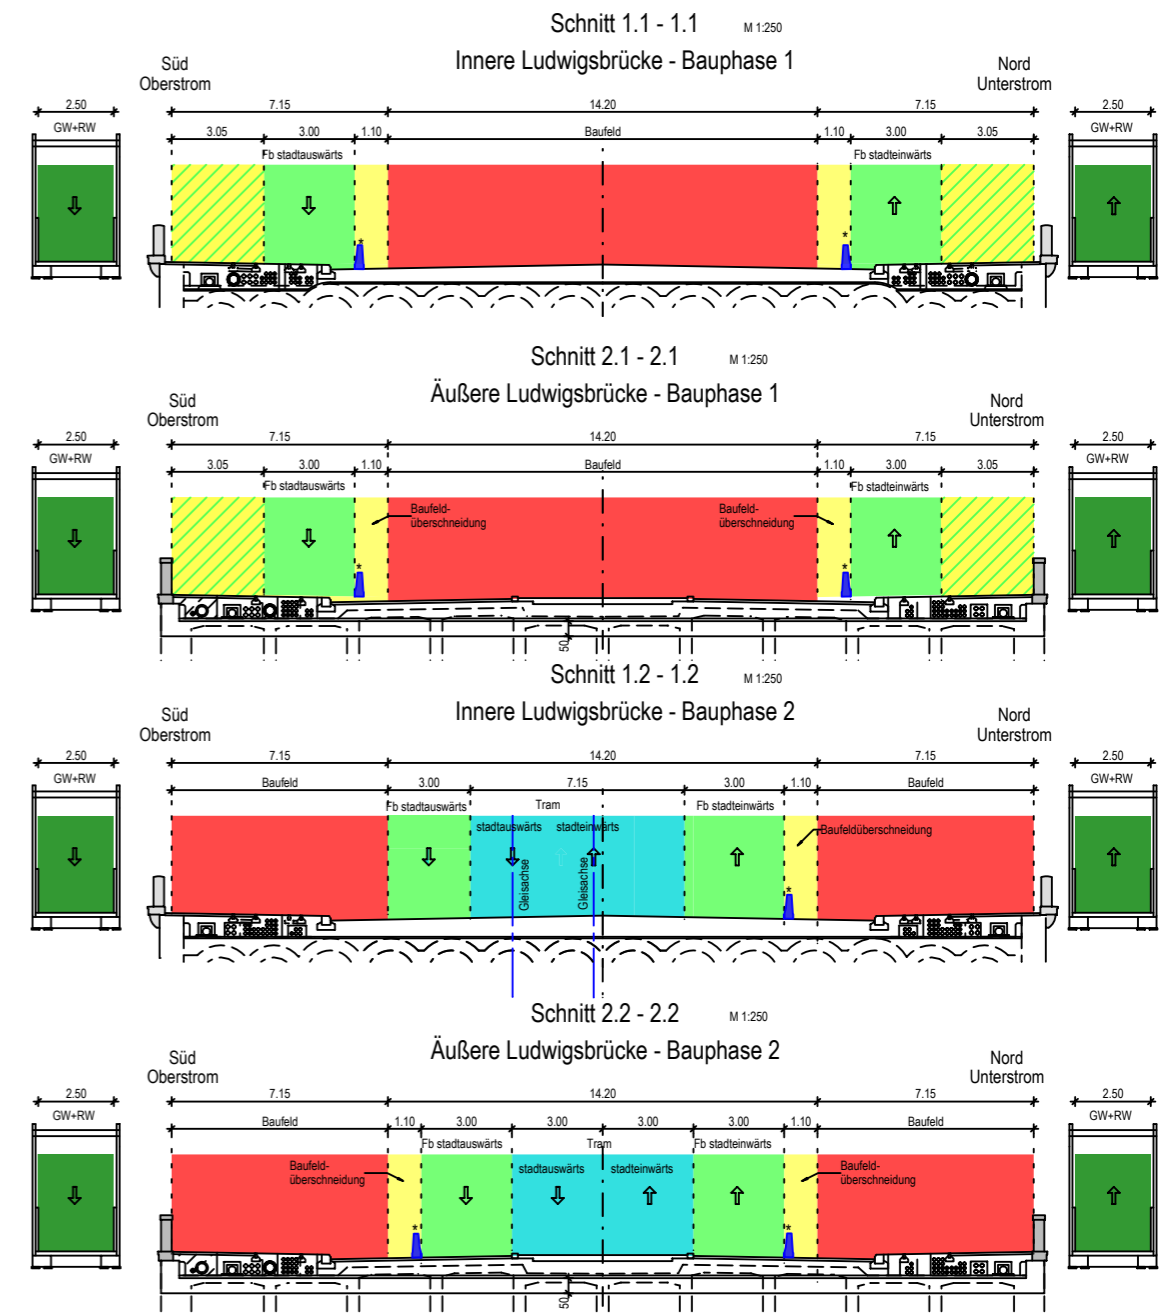 Schnitt 1.1 - 1.1 M 1:250
Innere Ludwigsbrücke - Bauphase 1
Süd
Oberstrom
Nord
Unterstrom
2.50 7.15 14.20 7.15 2.50
GW+RW 3.05 3.00 1.10 Baufeld 1.10 3.00 3.05 GW+RW
Fb stadtauswärts Fb stadteinwärts
* *
Schnitt 2.1 - 2.1 M 1:250
Äußere Ludwigsbrücke - Bauphase 1
Süd
Oberstrom
Nord
Unterstrom
2.50 7.15 14.20 7.15 2.50
GW+RW 3.05 3.00 1.10 Baufeld 1.10 3.00 3.05 GW+RW
Fb stadtauswärts Fb stadteinwärts
Baufeld-
überschneidung
Baufeld-
überschneidung
* *
50
Schnitt 1.2 - 1.2 M 1:250
Innere Ludwigsbrücke - Bauphase 2
Süd
Oberstrom
Nord
Unterstrom
2.50 7.15 14.20 7.15 2.50
GW+RW Baufeld 3.00 7.15 3.00 1.10 Baufeld GW+RW
Fb stadtauswärts Tram Fb stadteinwärts
stadtauswärts stadteinwärts Baufeldüberschneidung
Gleisachse Gleisachse
*
Schnitt 2.2 - 2.2 M 1:250
Äußere Ludwigsbrücke - Bauphase 2
Süd
Oberstrom
Nord
Unterstrom
2.50 7.15 14.20 7.15 2.50
GW+RW Baufeld 1.10 3.00 3.00 3.00 3.00 1.10 Baufeld GW+RW
Fb stadtauswärts Tram Fb stadteinwärts
Baufeld-
überschneidung
stadtauswärts stadteinwärts
Baufeld-
überschneidung
* *
50